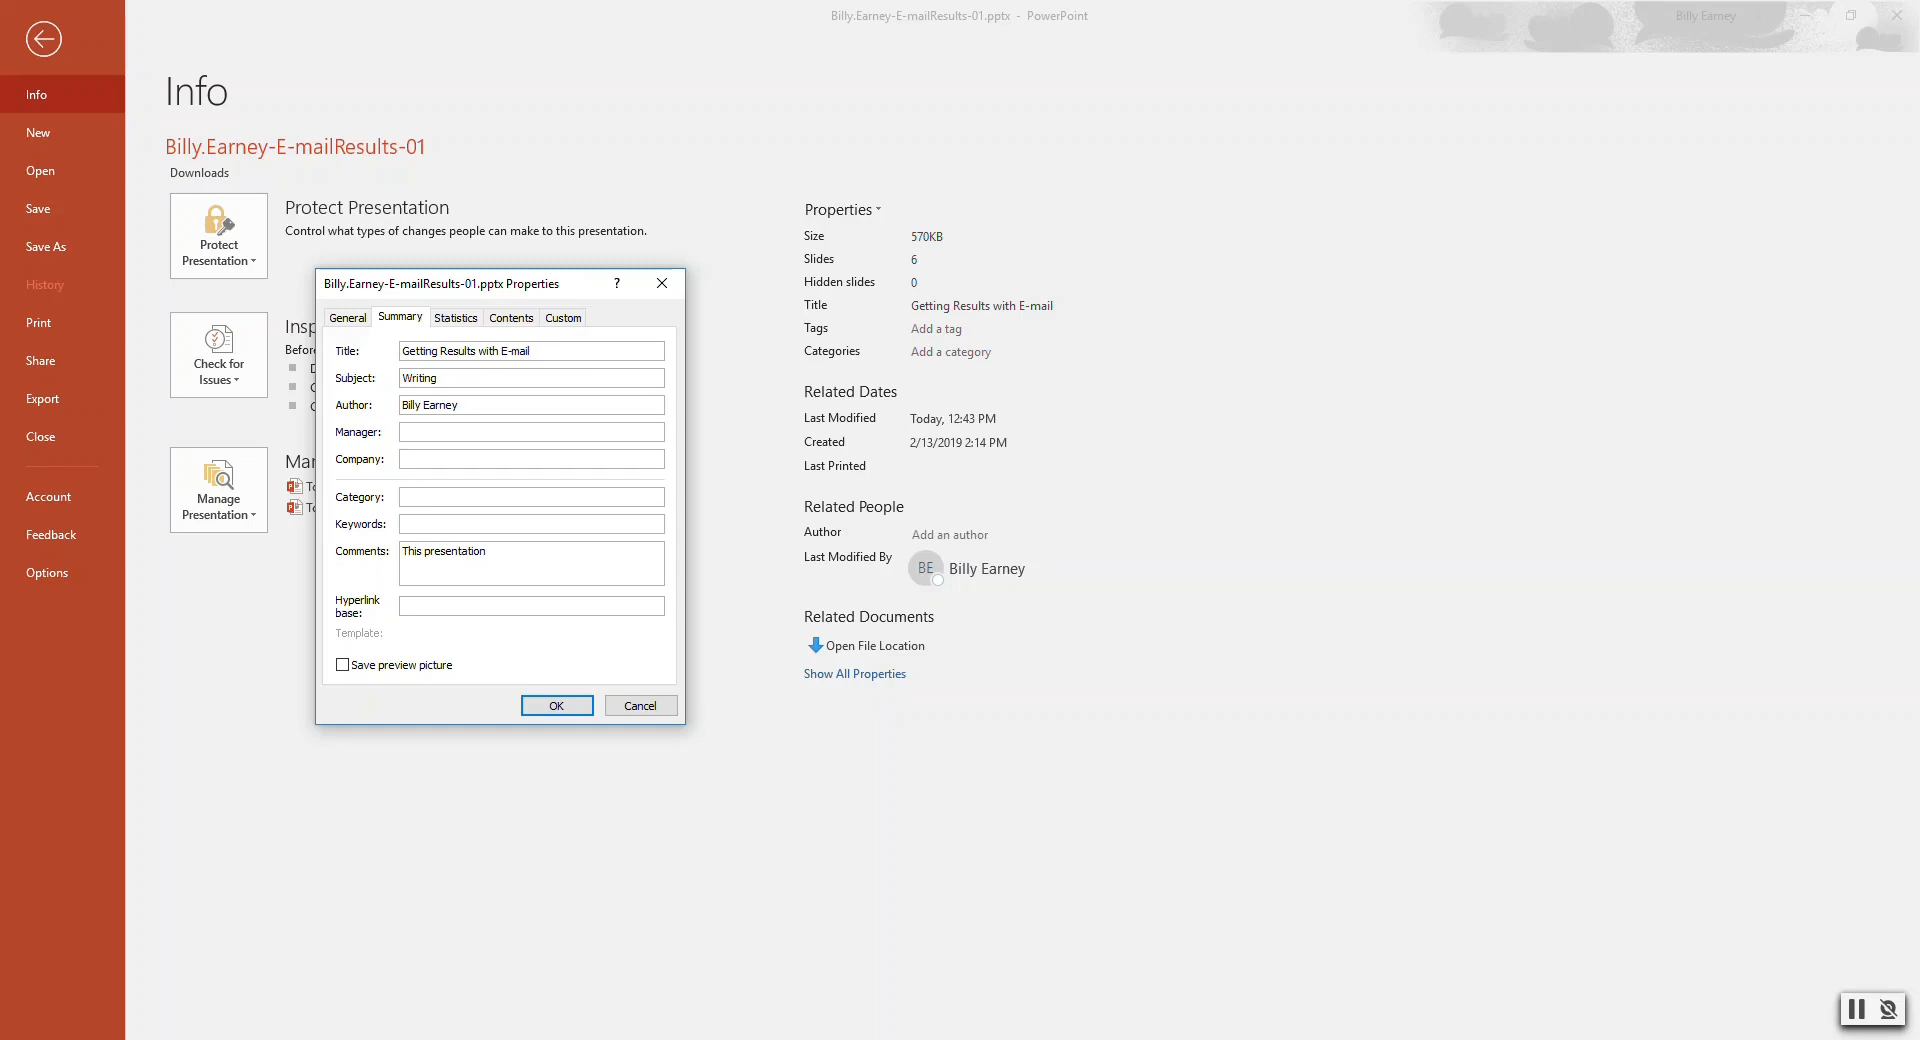 Billy.Earney-E-mailResults-01.pptx - PowerPoint
Billy Earney
Info
New
Open
Save
Save As
History
Print
Share
Export
Close
Account
Feedback
Options
Info
Billy.Earney-E-mailResults-01
Downloads
Protect
Presentation
Protect Presentation
Control what types of changes people can make to this presentation.
Check for
Issues
Manage
Presentation
Billy.Earney-E-mailResults-01.pptx Properties
?
General Summary Statistics Contents Custom
Title: Getting Results with E-mail
Subject: Writing
Author: Billy Earney
Manager:
Company:
Category:
Keywords:
Comments: This presentation
Hyperlink
base:
Template:
Save preview picture
OK Cancel
Properties
Size 570KB
Slides 6
Hidden slides 0
Title Getting Results with E-mail
Tags Add a tag
Categories Add a category
Related Dates
Last Modified Today, 12:43 PM
Created 2/13/2019 2:14 PM
Last Printed
Related People
Author Add an author
Last Modified By BE Billy Earney
Related Documents
Open File Location
Show All Properties